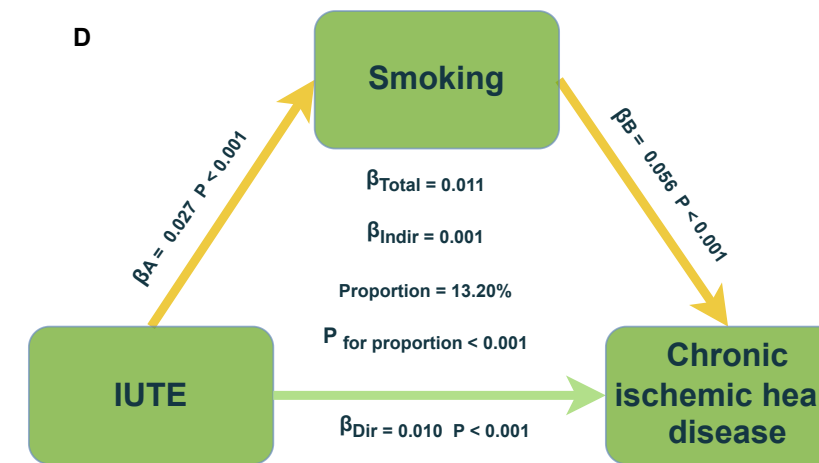 D
Smoking
βA = 0.027 P < 0.001
βB = 0.056 P < 0.001
βTotal = 0.011
βIndir = 0.001
Proportion = 13.20%
P for proportion < 0.001
IUTE
Chronic
ischemic hea
disease
βDir = 0.010 P < 0.001